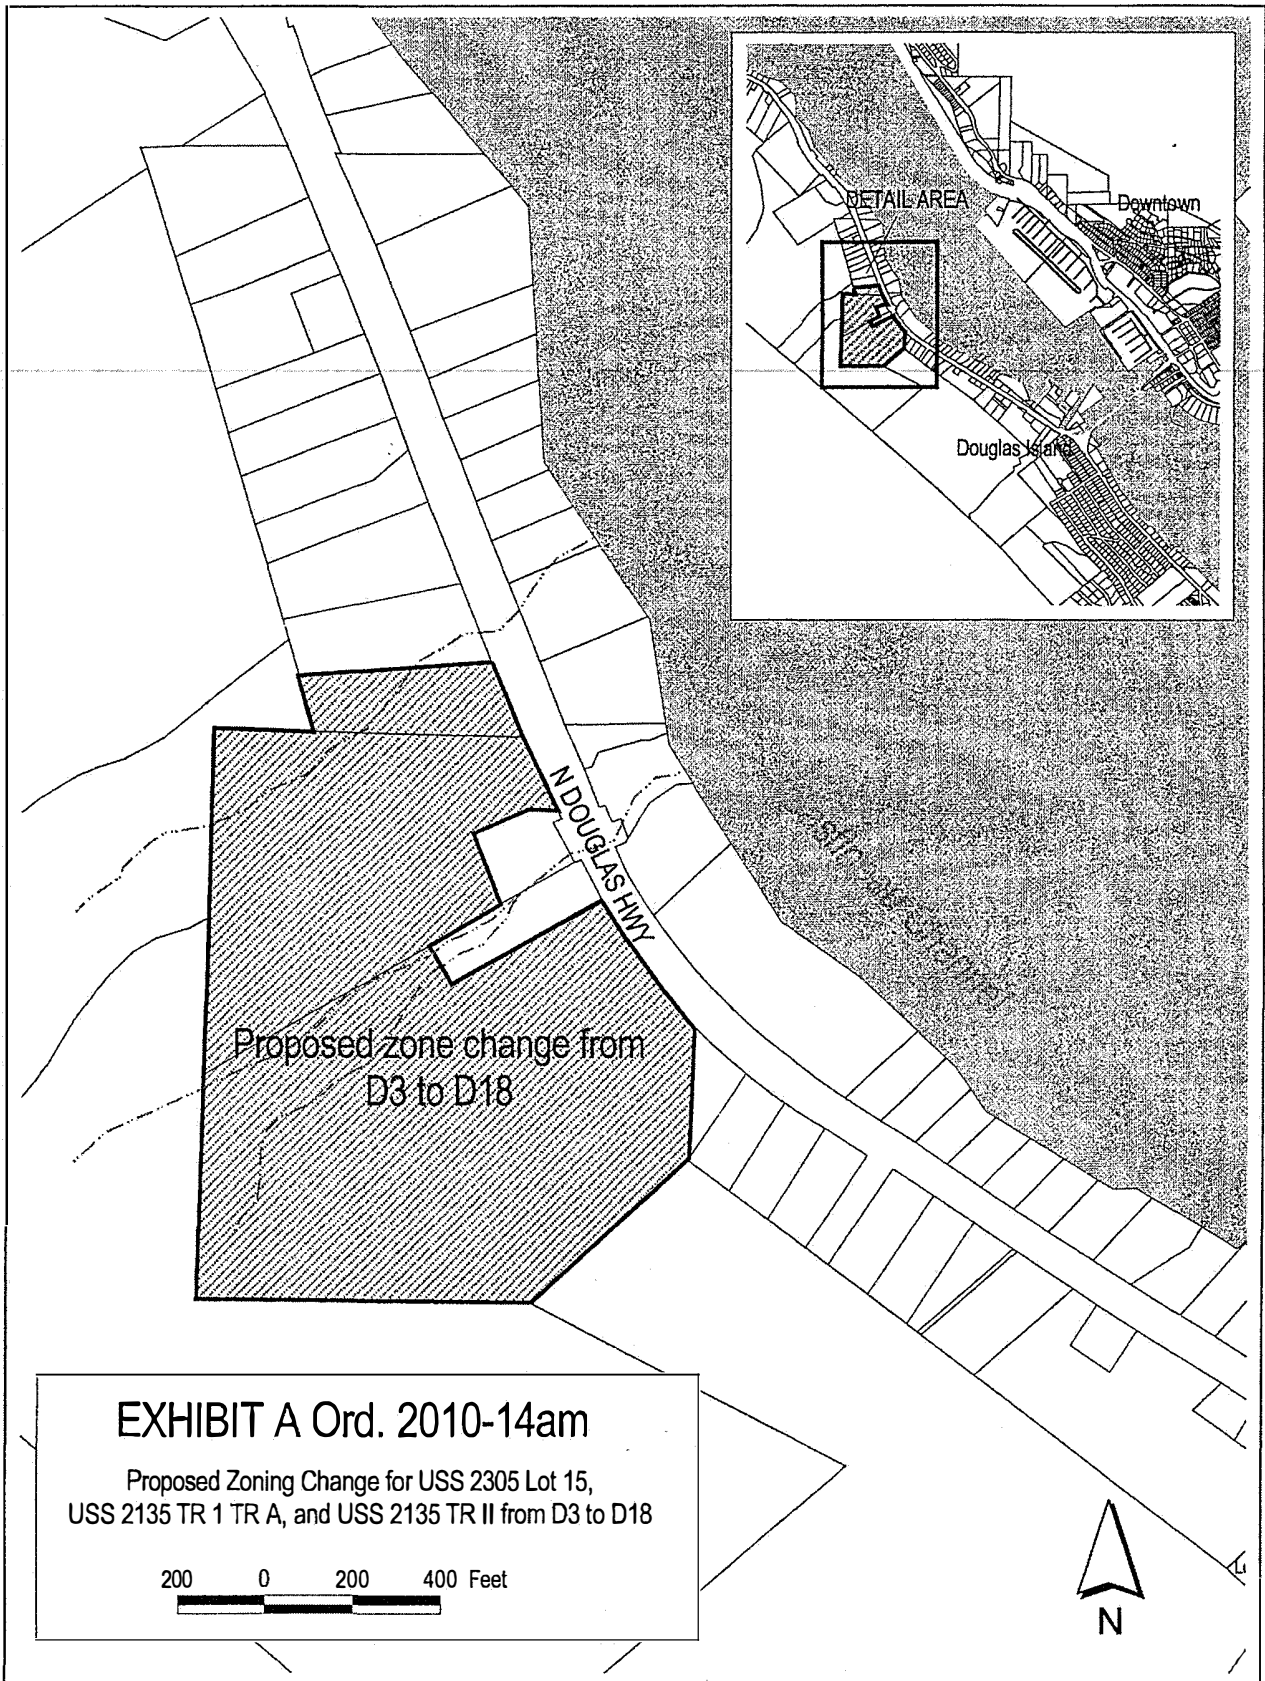 DETAIL AREA
Downtown
Douglas Island
N DOUGLAS HWY
Proposed zone change from
D3 to D18
EXHIBIT A Ord. 2010-14am
Proposed Zoning Change for USS 2305 Lot 15,
USS 2135 TR 1 TR A, and USS 2135 TR II from D3 to D18
200 0 200 400 Feet
N